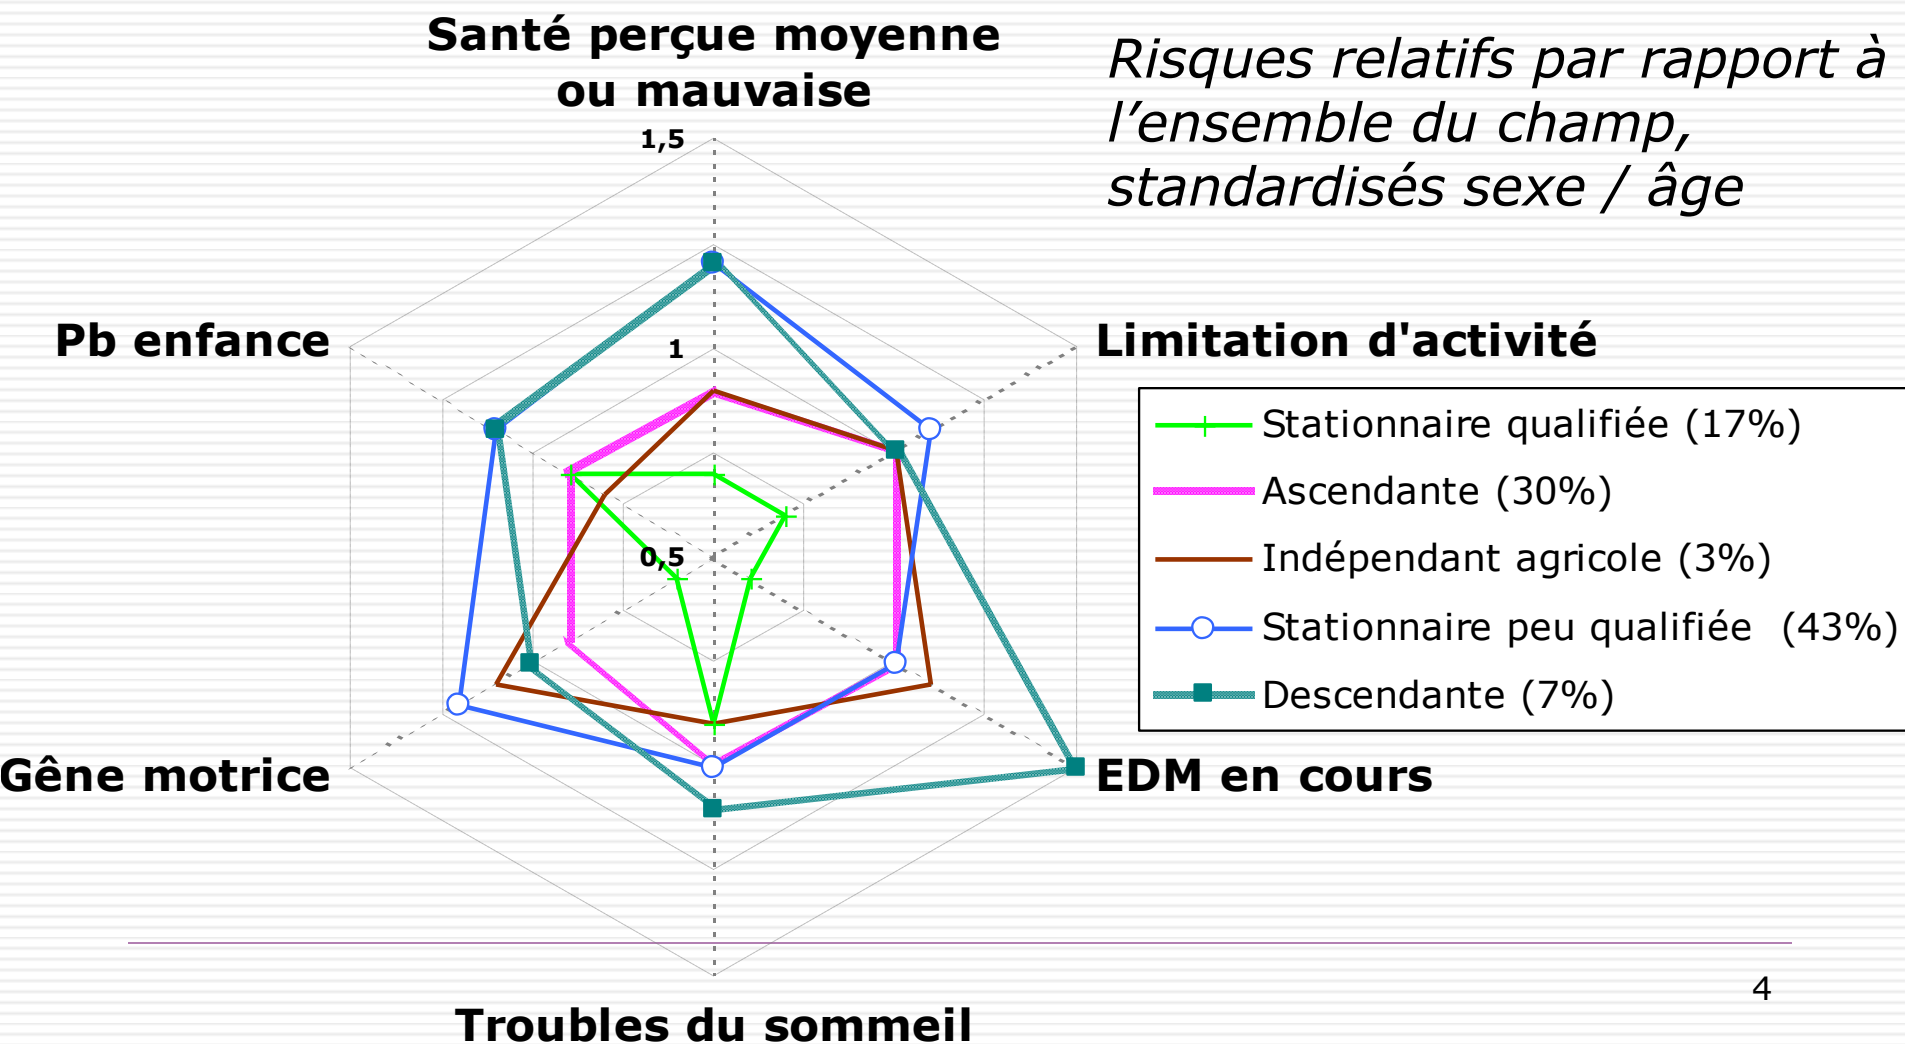 Santé perçue moyenne
ou mauvaise
Risques relatifs par rapport à
l’ensemble du champ,
standardisés sexe / âge
1,5
1
0,5
Pb enfance
Limitation d'activité
Stationnaire qualifiée (17%)
Ascendante (30%)
Indépendant agricole (3%)
Stationnaire peu qualifiée (43%)
Descendante (7%)
Gêne motrice
EDM en cours
Troubles du sommeil
4